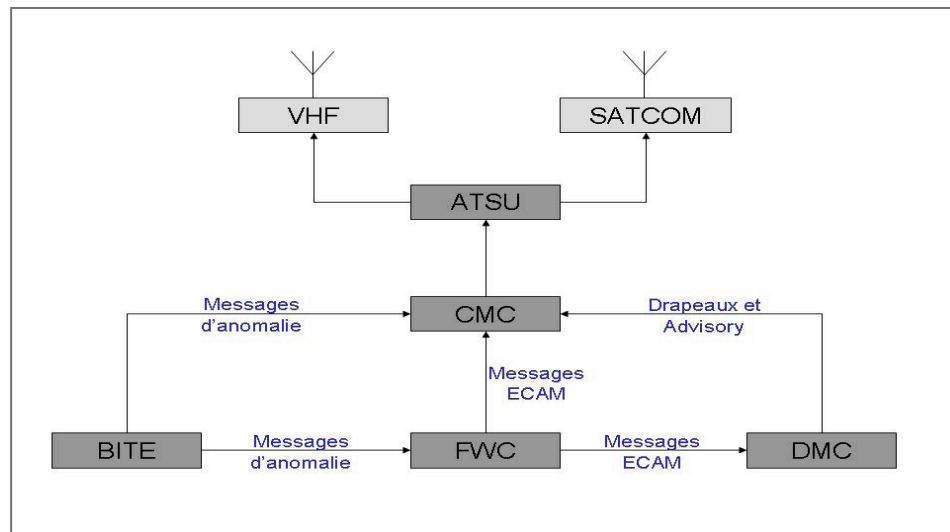 VHF
SATCOM
ATSU
Messages
d'anomalie
CMC
Drapeaux et
Advisory
Messages
ECAM
BITE
Messages
d'anomalie
FWC
Messages
ECAM
DMC